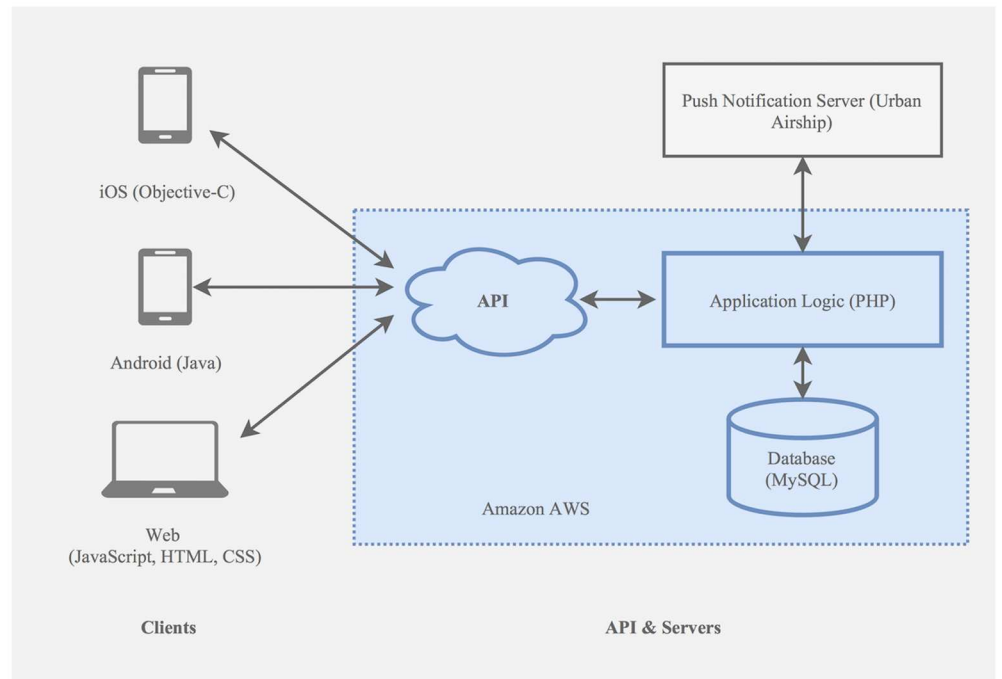 iOS (Objective-C)
Android (Java)
Web
(JavaScript, HTML, CSS)
Clients
Push Notification Server (Urban
Airship)
API
Application Logic (PHP)
Database
(MySQL)
Amazon AWS
API & Servers